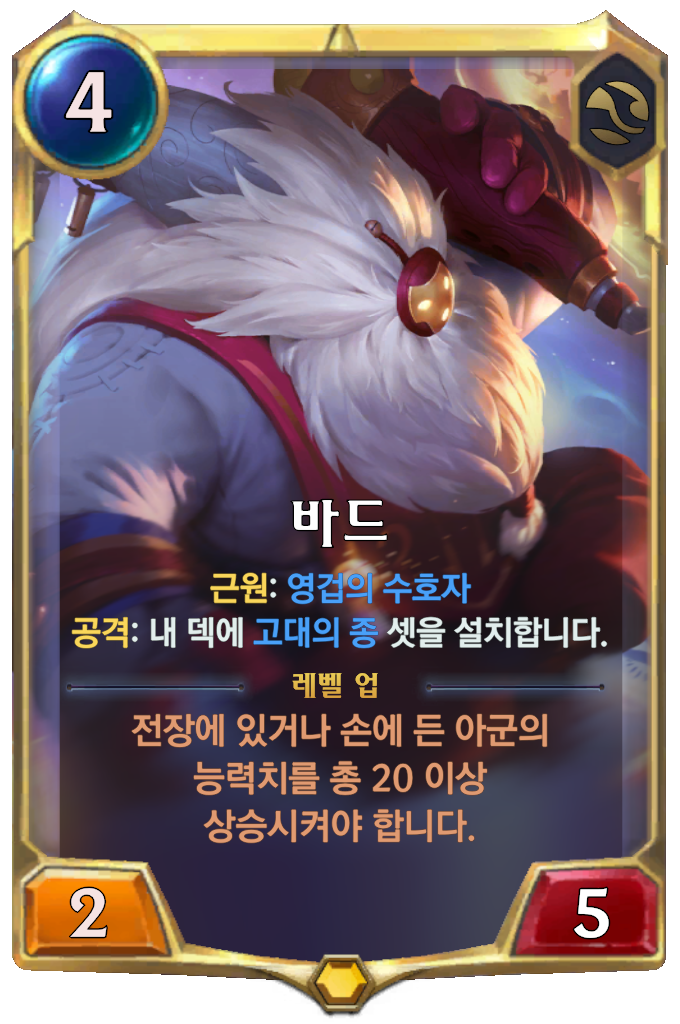 4
바드
근원: 영겁의 수호자
공격: 내 덱에 고대의 종 셋을 설치합니다.
레벨 업
전장에 있거나 손에 든 아군의
능력치를 총 20 이상
상승시켜야 합니다.
2
5